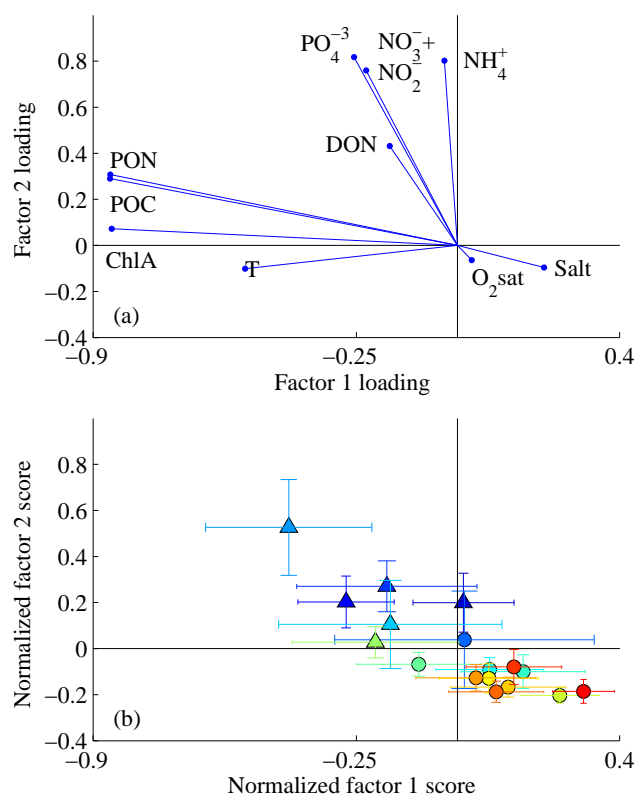 PO₄⁻³
NO₃⁻+
NO₂⁻
NH₄⁺
0.8
0.6
DON
0.4
PON
0.2
POC
0
ChlA
T
O₂sat
Salt
−0.2
(a)
−0.4
−0.9
−0.25
0.4
Factor 1 loading
Factor 2 loading
0.8
0.6
0.4
0.2
0
−0.2
(b)
−0.4
−0.9
−0.25
0.4
Normalized factor 1 score
Normalized factor 2 score